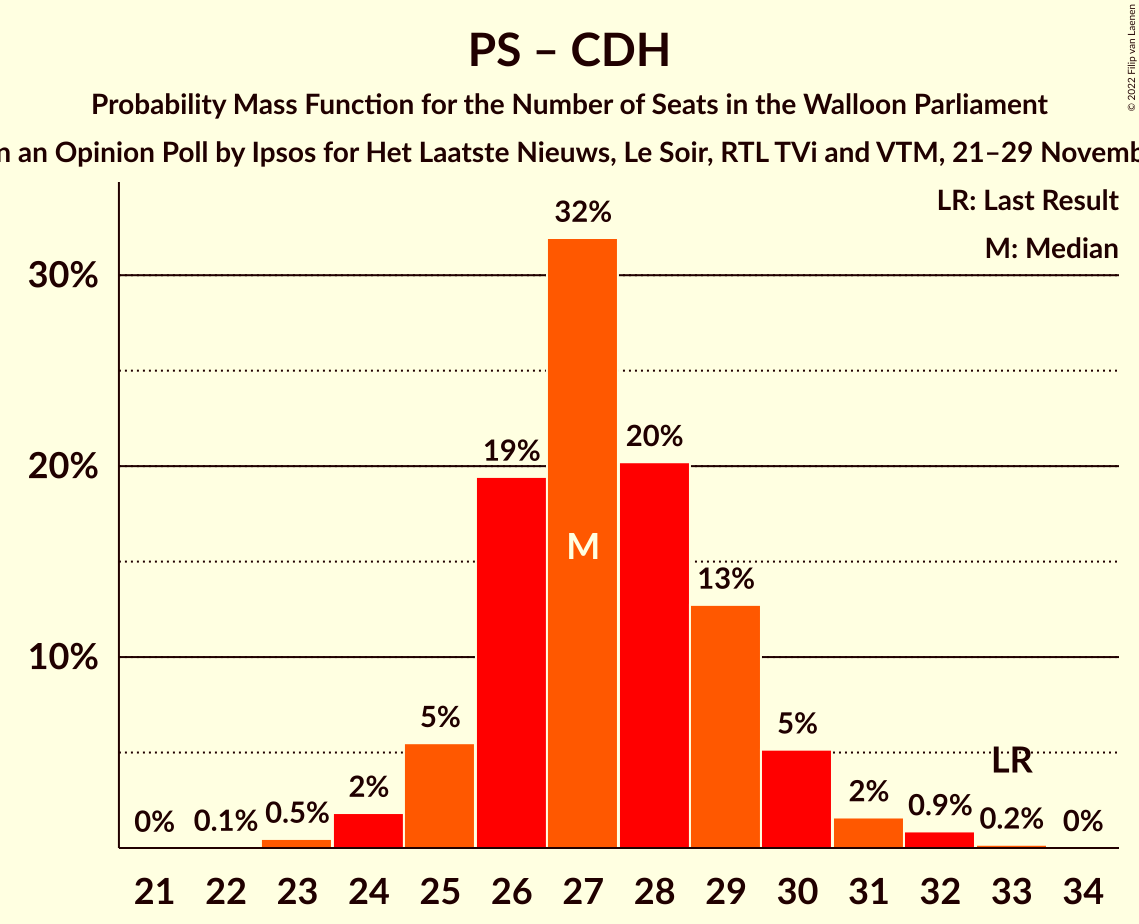 PS – CDH
Probability Mass Function for the Number of Seats in the Walloon Parliament
an Opinion Poll by Ipsos for Het Laatste Nieuws, Le Soir, RTL TVi and VTM, 21–29
© 2022 Filip van Laenen
LR: Last Result
M: Median
30%
20%
10%
0%
0.1%
0.5%
2%
5%
19%
32%
M
20%
13%
5%
2%
0.9%
LR
0.2%
0%
21 22 23 24 25 26 27 28 29 30 31 32 33 34